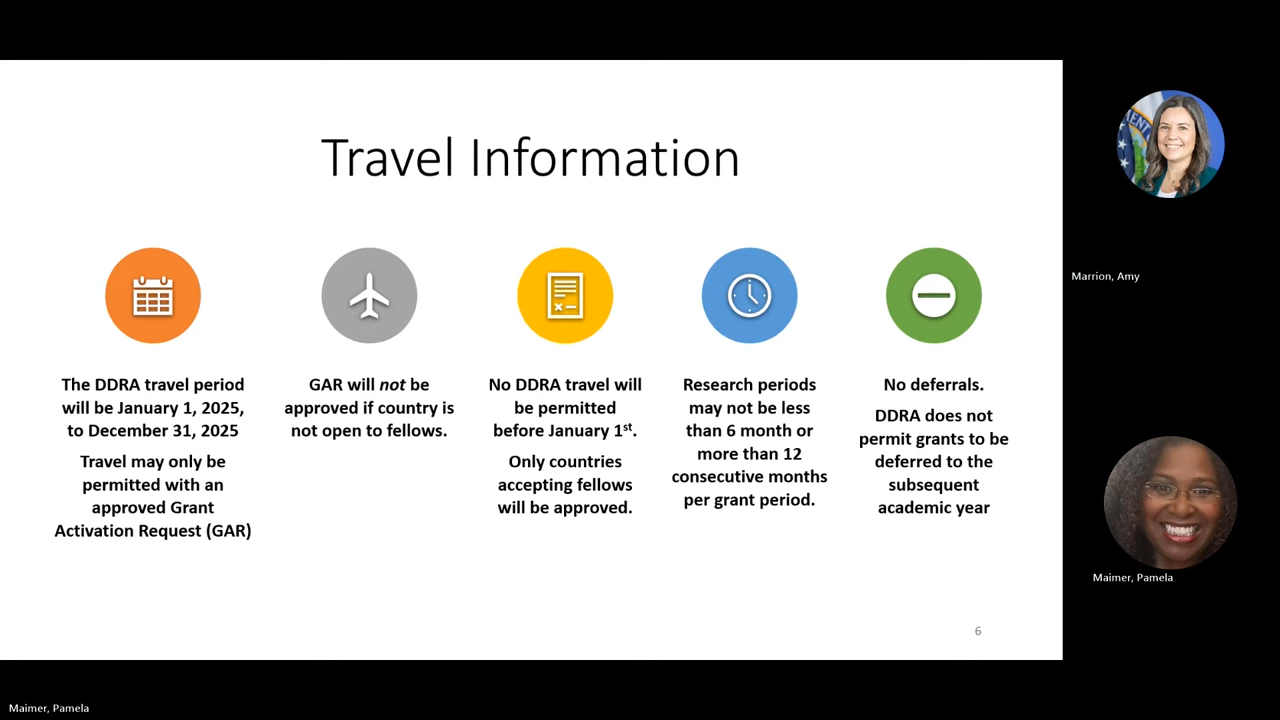 Travel Information
The DDRA travel period
will be January 1, 2025,
to December 31, 2025
Travel may only be
permitted with an
approved Grant
Activation Request (GAR)
GAR will not be
approved if country is
not open to fellows.
No DDRA travel will
be permitted
before January 1st.
Only countries
accepting fellows
will be approved.
Research periods
may not be less
than 6 month or
more than 12
consecutive months
per grant period.
No deferrals.
DDRA does not
permit grants to be
deferred to the
subsequent
academic year
6
MENT
Marrion, Amy
Maimer, Pamela
Maimer, Pamela